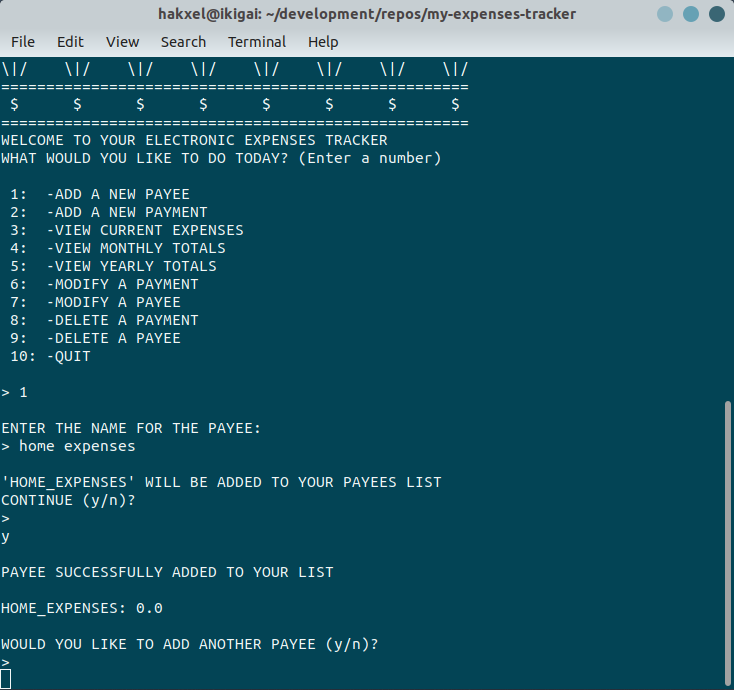 hakxel@ikigai: ~/development/repos/my-expenses-tracker
File Edit View Search Terminal Help
\|/    \|/    \|/    \|/    \|/    \|/    \|/    \|/
====================================================
 $      $      $      $      $      $      $      $
====================================================
WELCOME TO YOUR ELECTRONIC EXPENSES TRACKER
WHAT WOULD YOU LIKE TO DO TODAY? (Enter a number)
1:  -ADD A NEW PAYEE
2:  -ADD A NEW PAYMENT
3:  -VIEW CURRENT EXPENSES
4:  -VIEW MONTHLY TOTALS
5:  -VIEW YEARLY TOTALS
6:  -MODIFY A PAYMENT
7:  -MODIFY A PAYEE
8:  -DELETE A PAYMENT
9:  -DELETE A PAYEE
10: -QUIT
> 1
ENTER THE NAME FOR THE PAYEE:
> home expenses
'HOME_EXPENSES' WILL BE ADDED TO YOUR PAYEES LIST
CONTINUE (y/n)?
>
y
PAYEE SUCCESSFULLY ADDED TO YOUR LIST
HOME_EXPENSES: 0.0
WOULD YOU LIKE TO ADD ANOTHER PAYEE (y/n)?
>